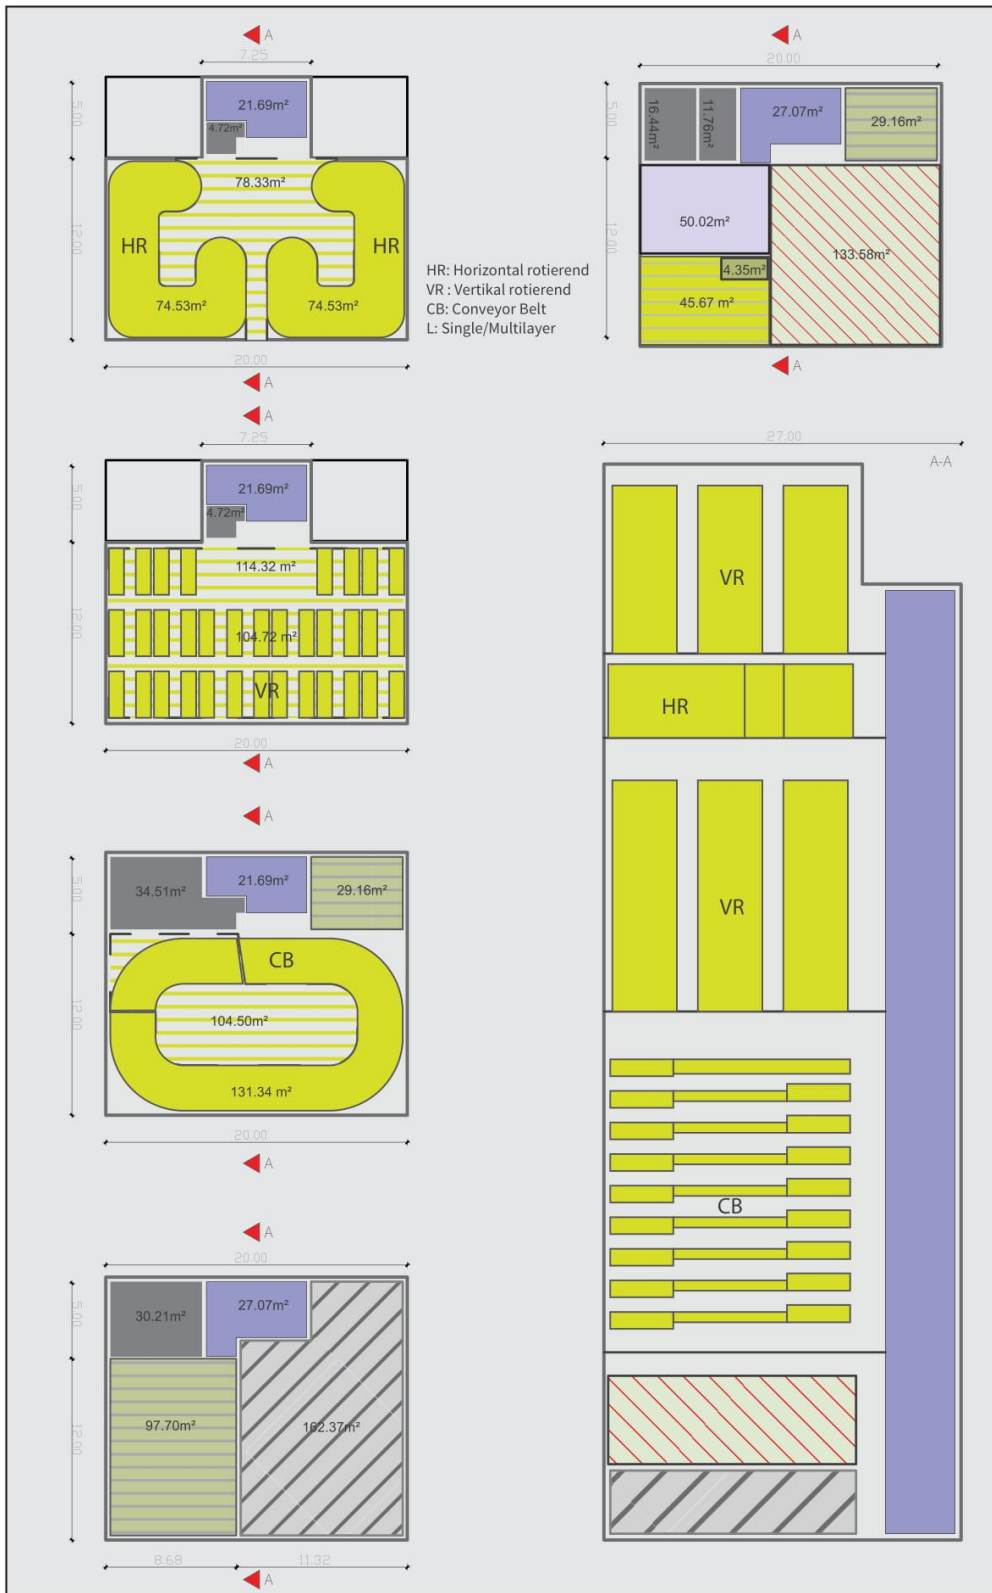 A
7.25
5.00
21.69m²
4.72m²
78.33m²
HR
HR
12.00
74.53m²
74.53m²
20.00
A
A
20.00
5.00
16.44m²
11.76m²
27.07m²
29.16m²
50.02m²
12.00
4.35m²
133.58m²
45.67 m²
A
HR: Horizontal rotierend
VR : Vertikal rotierend
CB: Conveyor Belt
L: Single/Multilayer
A
7.25
5.00
21.69m²
4.72m²
114.32 m²
12.00
104.72 m²
VR
20.00
A
A
5.00
34.51m²
21.69m²
29.16m²
CB
12.00
104.50m²
131.34 m²
20.00
A
A
20.00
5.00
30.21m²
27.07m²
97.70m²
162.37m²
12.00
8.68
11.32
A
27.00
A-A
VR
HR
VR
CB